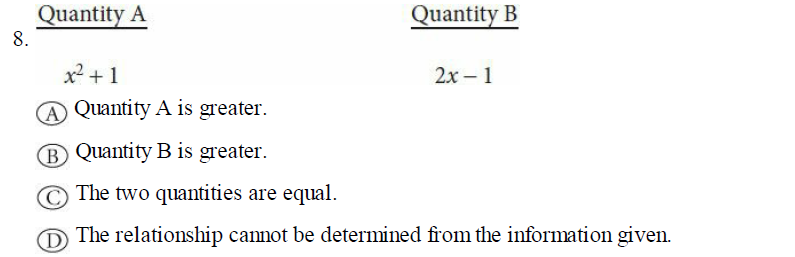 Quantity A Quantity B
8.
x² + 1 2x – 1
A Quantity A is greater.
B Quantity B is greater.
C The two quantities are equal.
D The relationship cannot be determined from the information given.